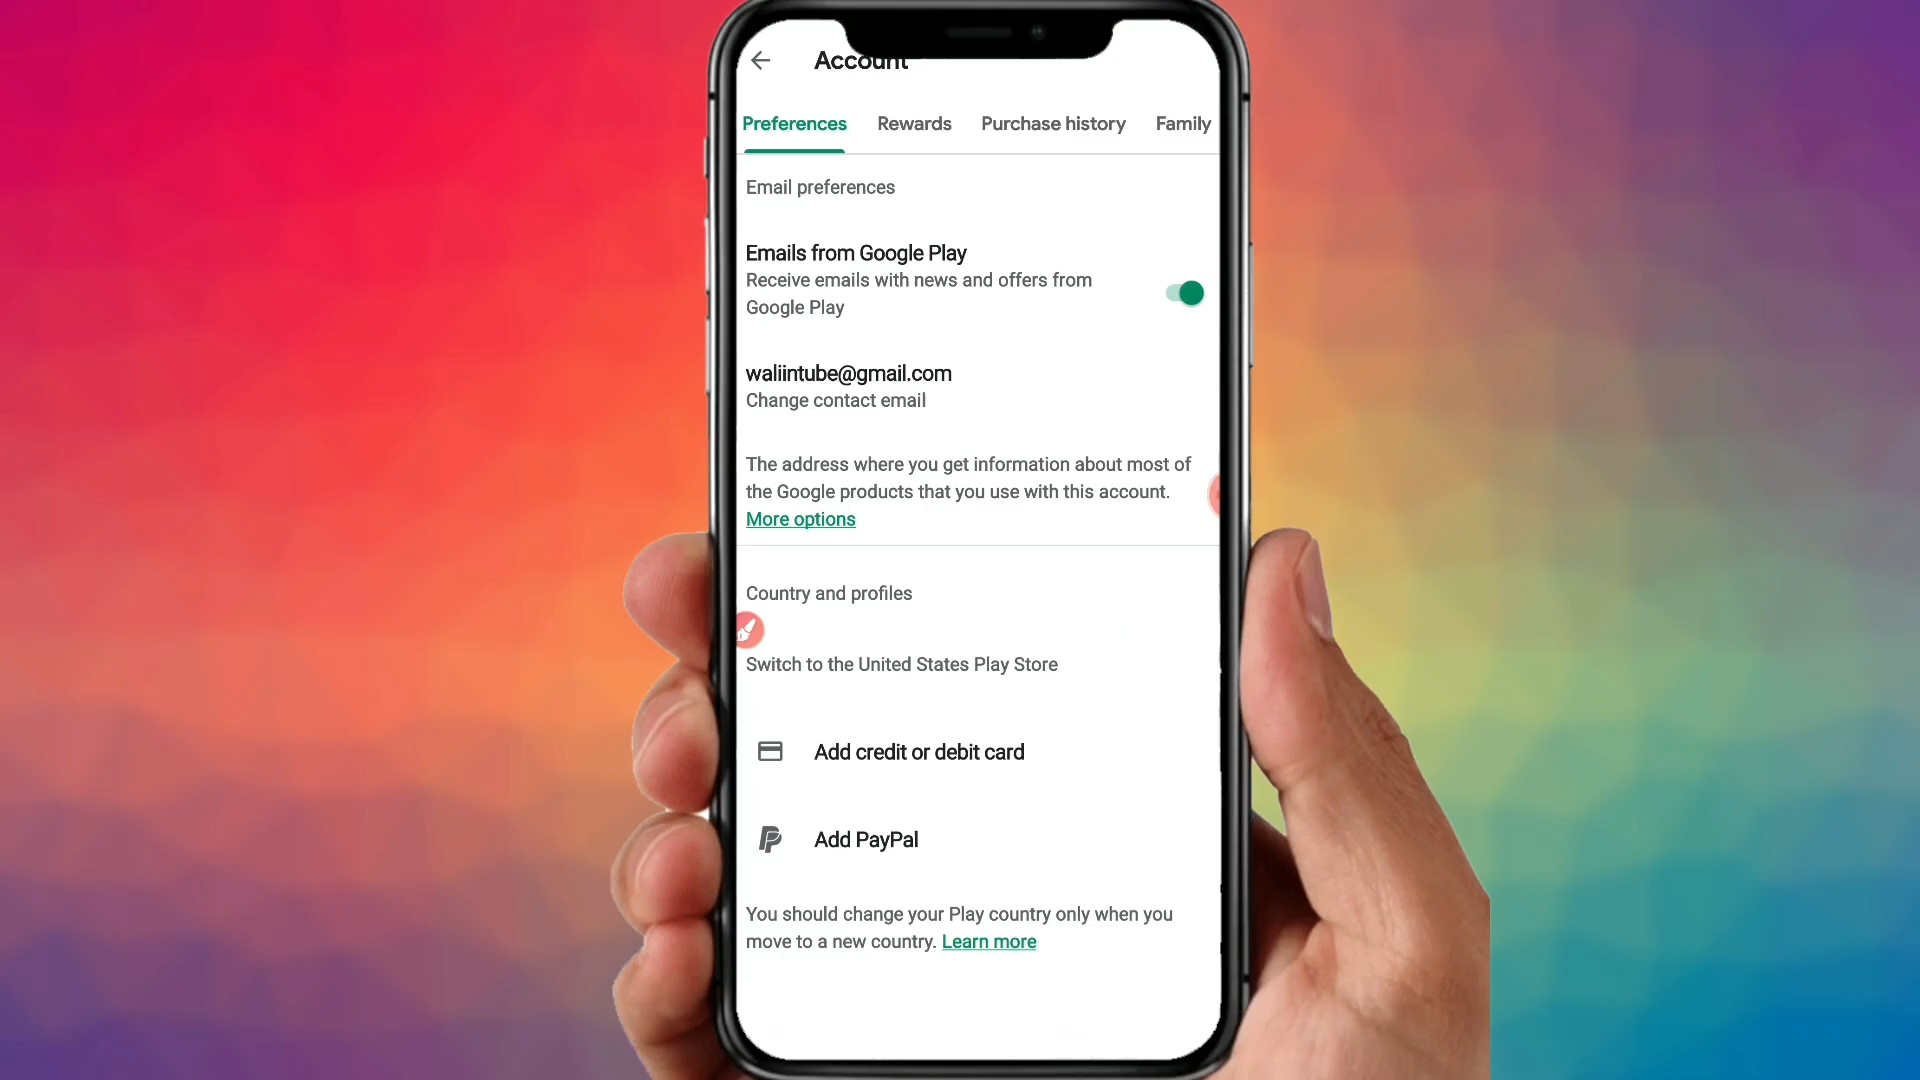 Account
Preferences Rewards Purchase history Family
Email preferences
Emails from Google Play
Receive emails with news and offers from
Google Play
waliintube@gmail.com
Change contact email
The address where you get information about most of
the Google products that you use with this account.
More options
Country and profiles
Switch to the United States Play Store
Add credit or debit card
Add PayPal
You should change your Play country only when you
move to a new country. Learn more